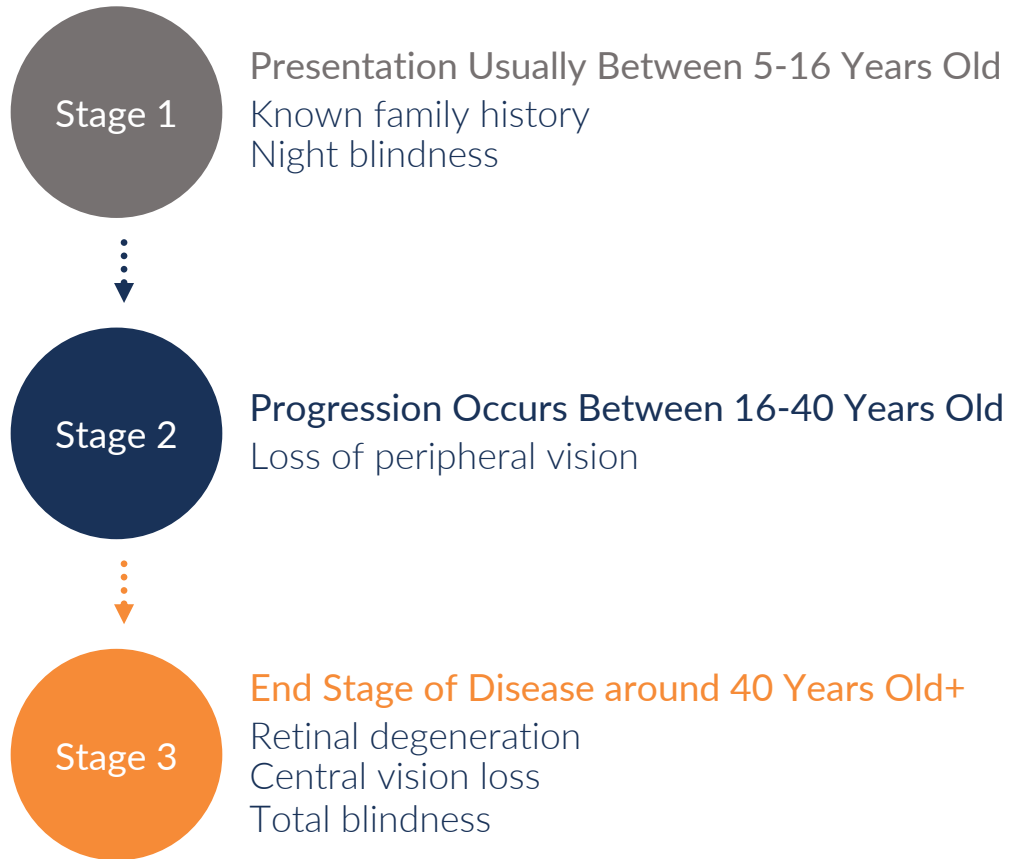 Stage 1
Presentation Usually Between 5-16 Years Old
Known family history
Night blindness
Stage 2
Progression Occurs Between 16-40 Years Old
Loss of peripheral vision
Stage 3
End Stage of Disease around 40 Years Old+
Retinal degeneration
Central vision loss
Total blindness